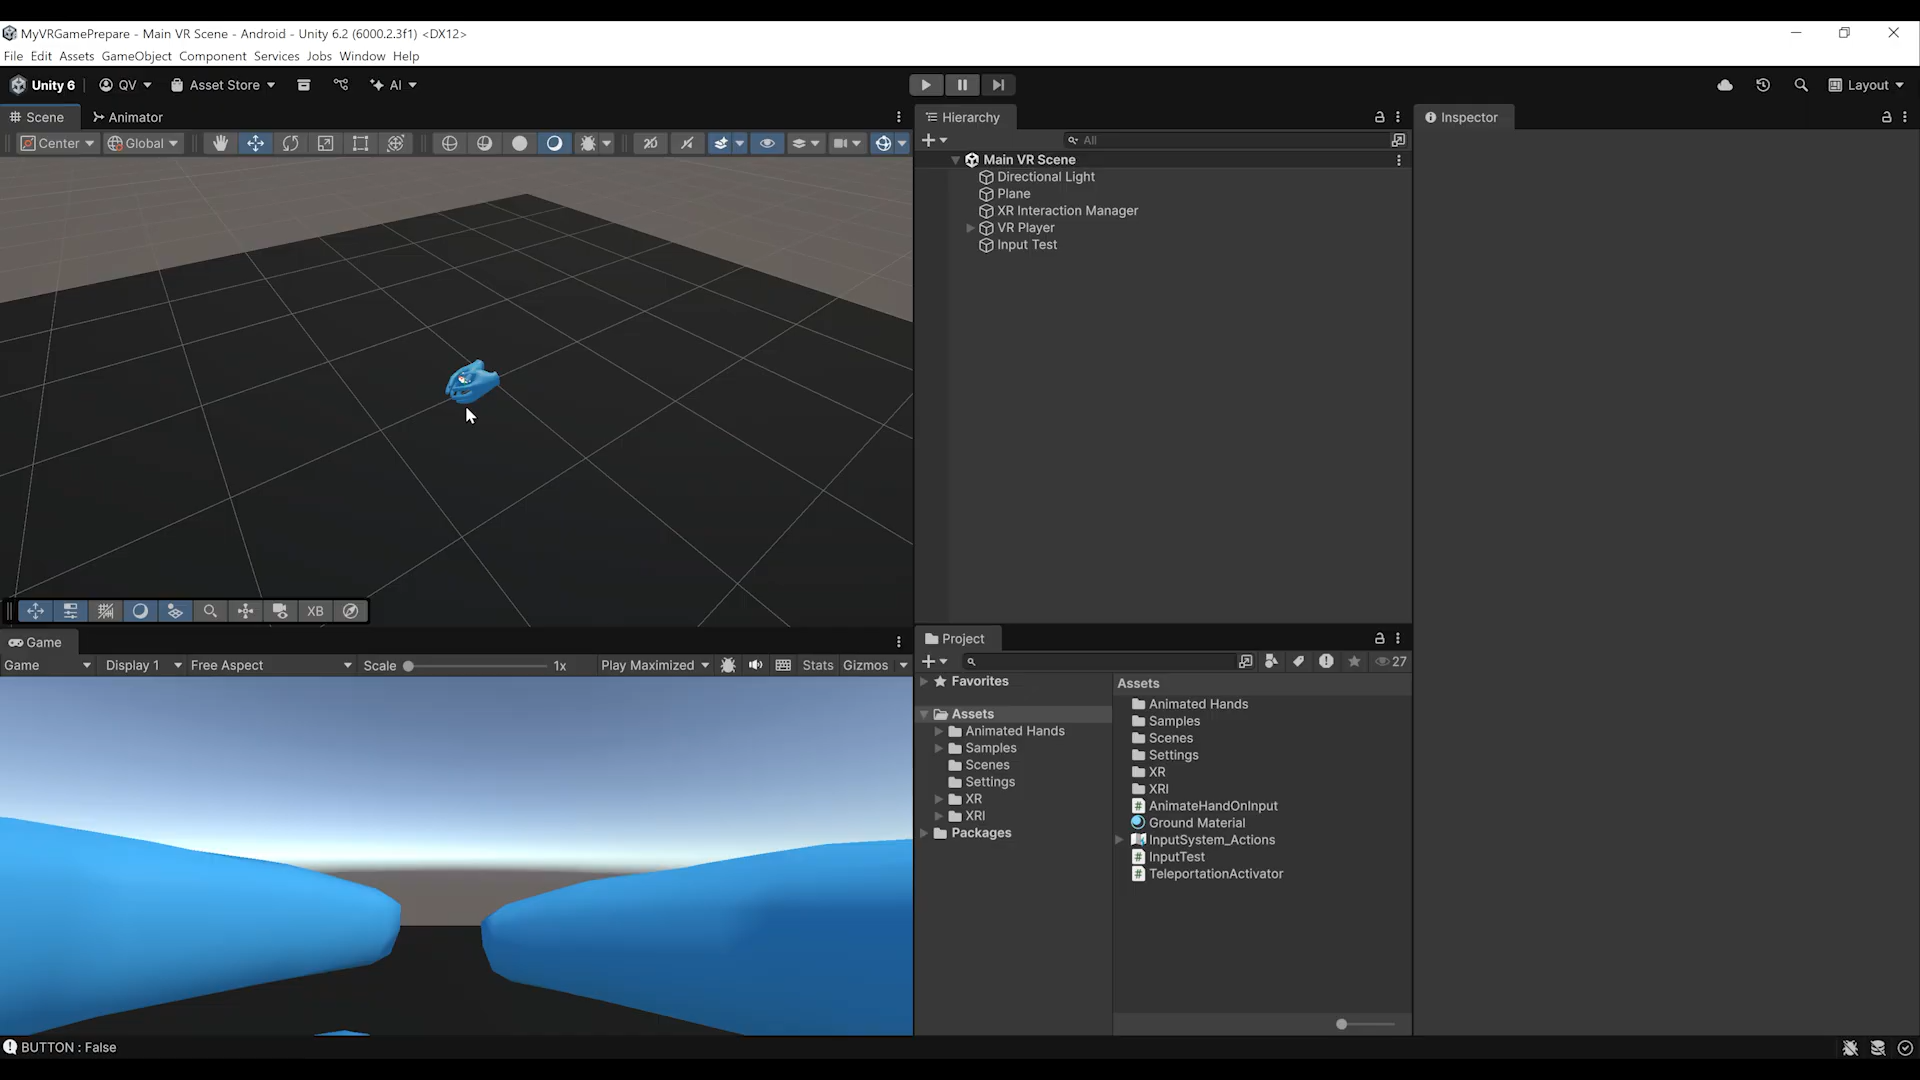 MyVRGamePrepare - Main VR Scene - Android - Unity 6.2 (6000.2.3f1) <DX12>
File Edit Assets GameObject Component Services Jobs Window Help
Unity 6 QV Asset Store AI Layout
Scene Animator
Center Global
Hierarchy
All
Main VR Scene
Directional Light
Plane
XR Interaction Manager
VR Player
Input Test
Inspector
XB
Game
Game Display 1 Free Aspect Scale 1x Play Maximized Stats Gizmos
Project
27
Favorites
Assets
Animated Hands
Samples
Scenes
Settings
XR
XRI
Packages
Assets
Animated Hands
Samples
Scenes
Settings
XR
XRI
AnimateHandOnInput
Ground Material
InputSystem_Actions
InputTest
TeleportationActivator
BUTTON : False